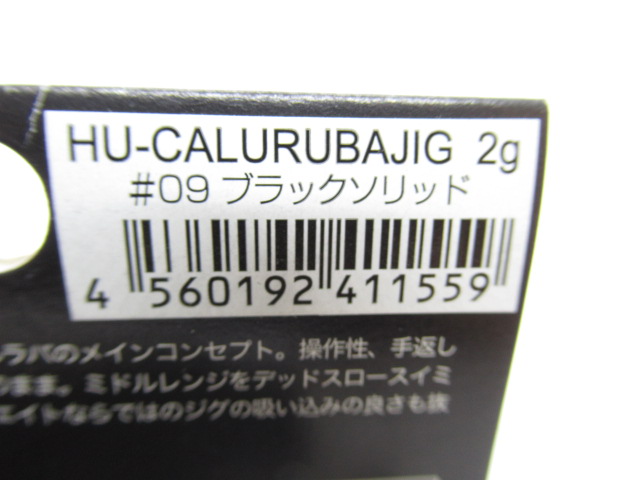 HU-CALURUBAJIG 2g
#09 ブラックソリッド
4 560192 411559
ラバのメインコンセプト。操作性、手返し
まま。ミドルレンジをデッドスロースイミ
エイトならではのジグの吸い込みの良さも抜